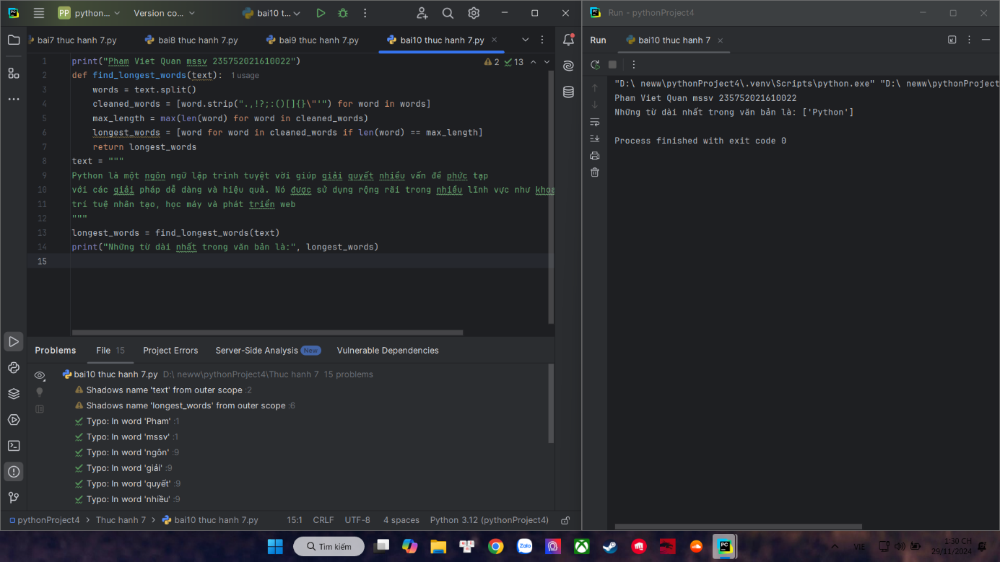 PP python...
Version co...
bai10 t...
bai7 thuc hanh 7.py
bai8 thuc hanh 7.py
bai9 thuc hanh 7.py
bai10 thuc hanh 7.py
2 13
1 print("Pham Viet Quan mssv 235752021610022")
2 def find_longest_words(text): 1 usage
3 words = text.split()
4 cleaned_words = [word.strip(".,!?;:()[]{}\"'") for word in words]
5 max_length = max(len(word) for word in cleaned_words)
6 longest_words = [word for word in cleaned_words if len(word) == max_length]
7 return longest_words
8 text = """
9 Python là một ngôn ngữ lập trình tuyệt vời giúp giải quyết nhiều vấn đề phức tạp
10 với các giải pháp dễ dàng và hiệu quả. Nó được sử dụng rộng rãi trong nhiều lĩnh vực như khoa
11 trí tuệ nhân tạo, học máy và phát triển web
12 """
13 longest_words = find_longest_words(text)
14 print("Những từ dài nhất trong văn bản là:", longest_words)
15
Problems
File 15
Project Errors
Server-Side Analysis New
Vulnerable Dependencies
bai10 thuc hanh 7.py D:\ neww\pythonProject4\Thuc hanh 7 15 problems
Shadows name 'text' from outer scope :2
Shadows name 'longest_words' from outer scope :6
Typo: In word 'Pham' :1
Typo: In word 'mssv' :1
Typo: In word 'ngôn' :9
Typo: In word 'giải' :9
Typo: In word 'quyết' :9
Typo: In word 'nhiều' :9
pythonProject4 > Thuc hanh 7 > bai10 thuc hanh 7.py
15:1 CRLF UTF-8 4 spaces Python 3.12 (pythonProject4)
Run - pythonProject4
Run
bai10 thuc hanh 7
"D:\ neww\pythonProject4\.venv\Scripts\python.exe" "D:\ neww\pythonProject
Pham Viet Quan mssv 235752021610022
Những từ dài nhất trong văn bản là: ['Python']
Process finished with exit code 0
Tìm kiếm
Zalo
VIE
1:30 CH
29/11/2024